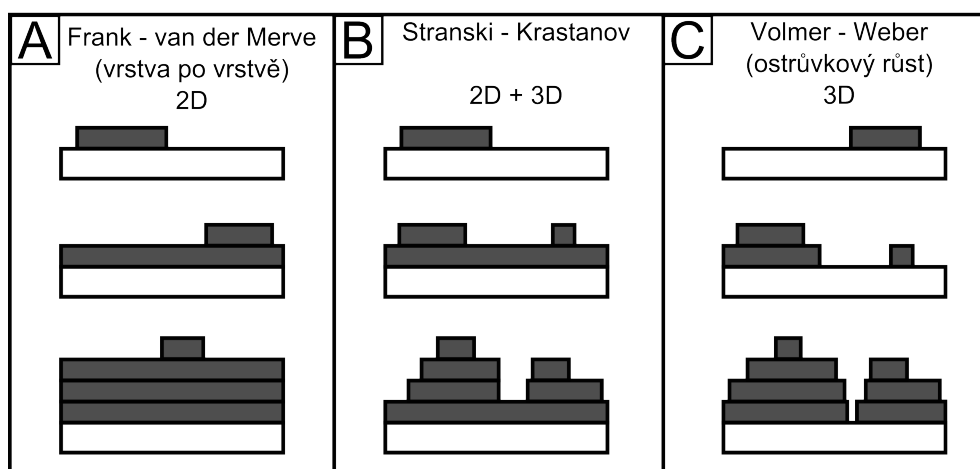 A
Frank - van der Merve
(vrstva po vrstvě)
2D
B
Stranski - Krastanov
2D + 3D
C
Volmer - Weber
(ostrůvkový růst)
3D